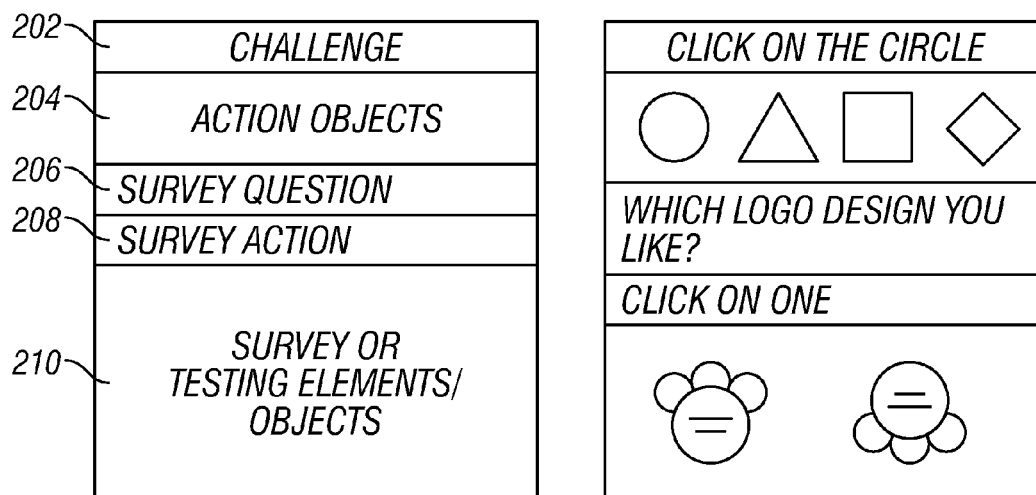 202
CHALLENGE
204
ACTION OBJECTS
206
SURVEY QUESTION
208
SURVEY ACTION
210
SURVEY OR
TESTING ELEMENTS/
OBJECTS
CLICK ON THE CIRCLE
WHICH LOGO DESIGN YOU
LIKE?
CLICK ON ONE